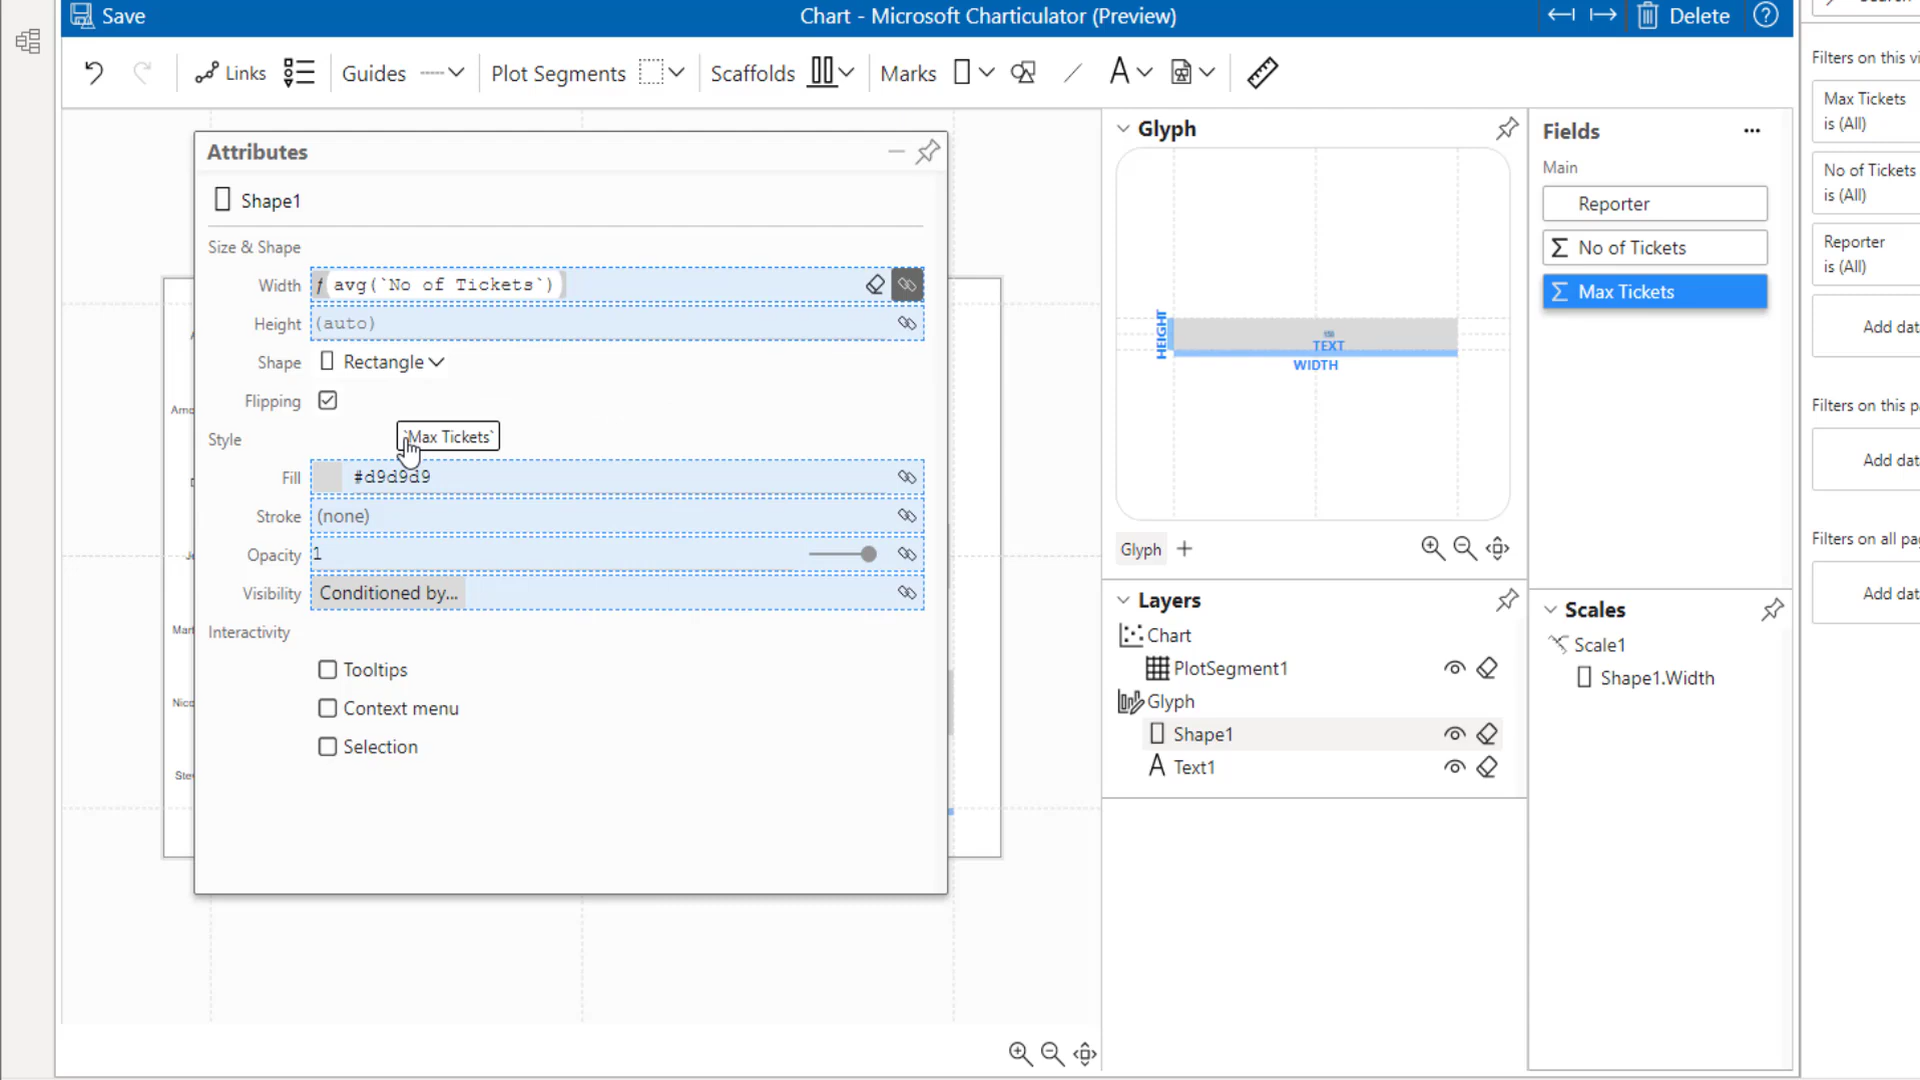 Save
Chart - Microsoft Charticulator (Preview)
Delete
Links
Guides
Plot Segments
Scaffolds
Marks
Attributes
Shape1
Size & Shape
Width
avg(`No of Tickets`)
Height
(auto)
Shape
Rectangle
Flipping
`Max Tickets`
Style
Fill
#d9d9d9
Stroke
(none)
Opacity
1
Visibility
Conditioned by...
Interactivity
Tooltips
Context menu
Selection
Glyph
HEIGHT
TEXT
WIDTH
Glyph
Layers
Chart
PlotSegment1
Glyph
Shape1
Text1
Fields
Main
Reporter
No of Tickets
Max Tickets
Scales
Scale1
Shape1.Width
Filters on this vi
Max Tickets
is (All)
No of Tickets
is (All)
Reporter
is (All)
Add dat
Filters on this p
Add dat
Filters on all pa
Add dat